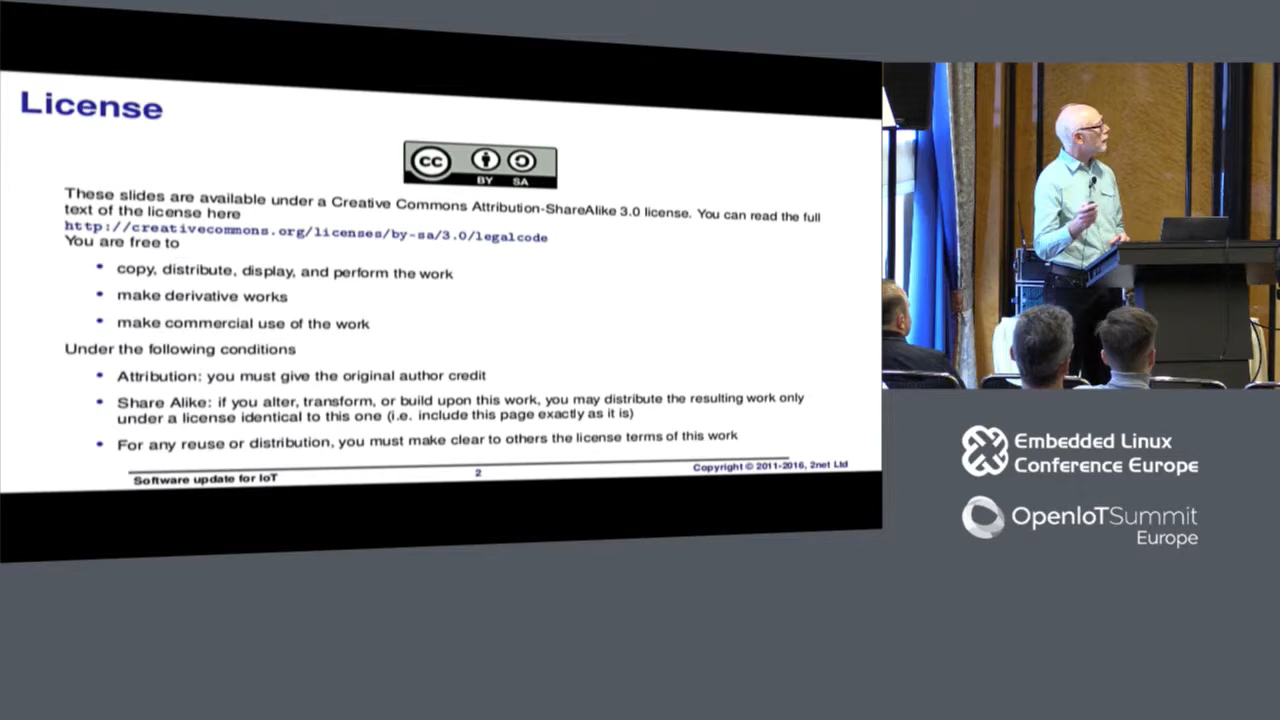 License
cc
BY SA
These slides are available under a Creative Commons Attribution-ShareAlike 3.0 license. You can read the full
text of the license here
http://creativecommons.org/licenses/by-sa/3.0/legalcode
You are free to
• copy, distribute, display, and perform the work
• make derivative works
• make commercial use of the work
Under the following conditions
• Attribution: you must give the original author credit
• Share Alike: if you alter, transform, or build upon this work, you may distribute the resulting work only
under a license identical to this one (i.e. include this page exactly as it is)
• For any reuse or distribution, you must make clear to others the license terms of this work
Software update for IoT 2 Copyright © 2011-2016, 2net Ltd
Embedded Linux
Conference Europe
OpenIoTSummit
Europe